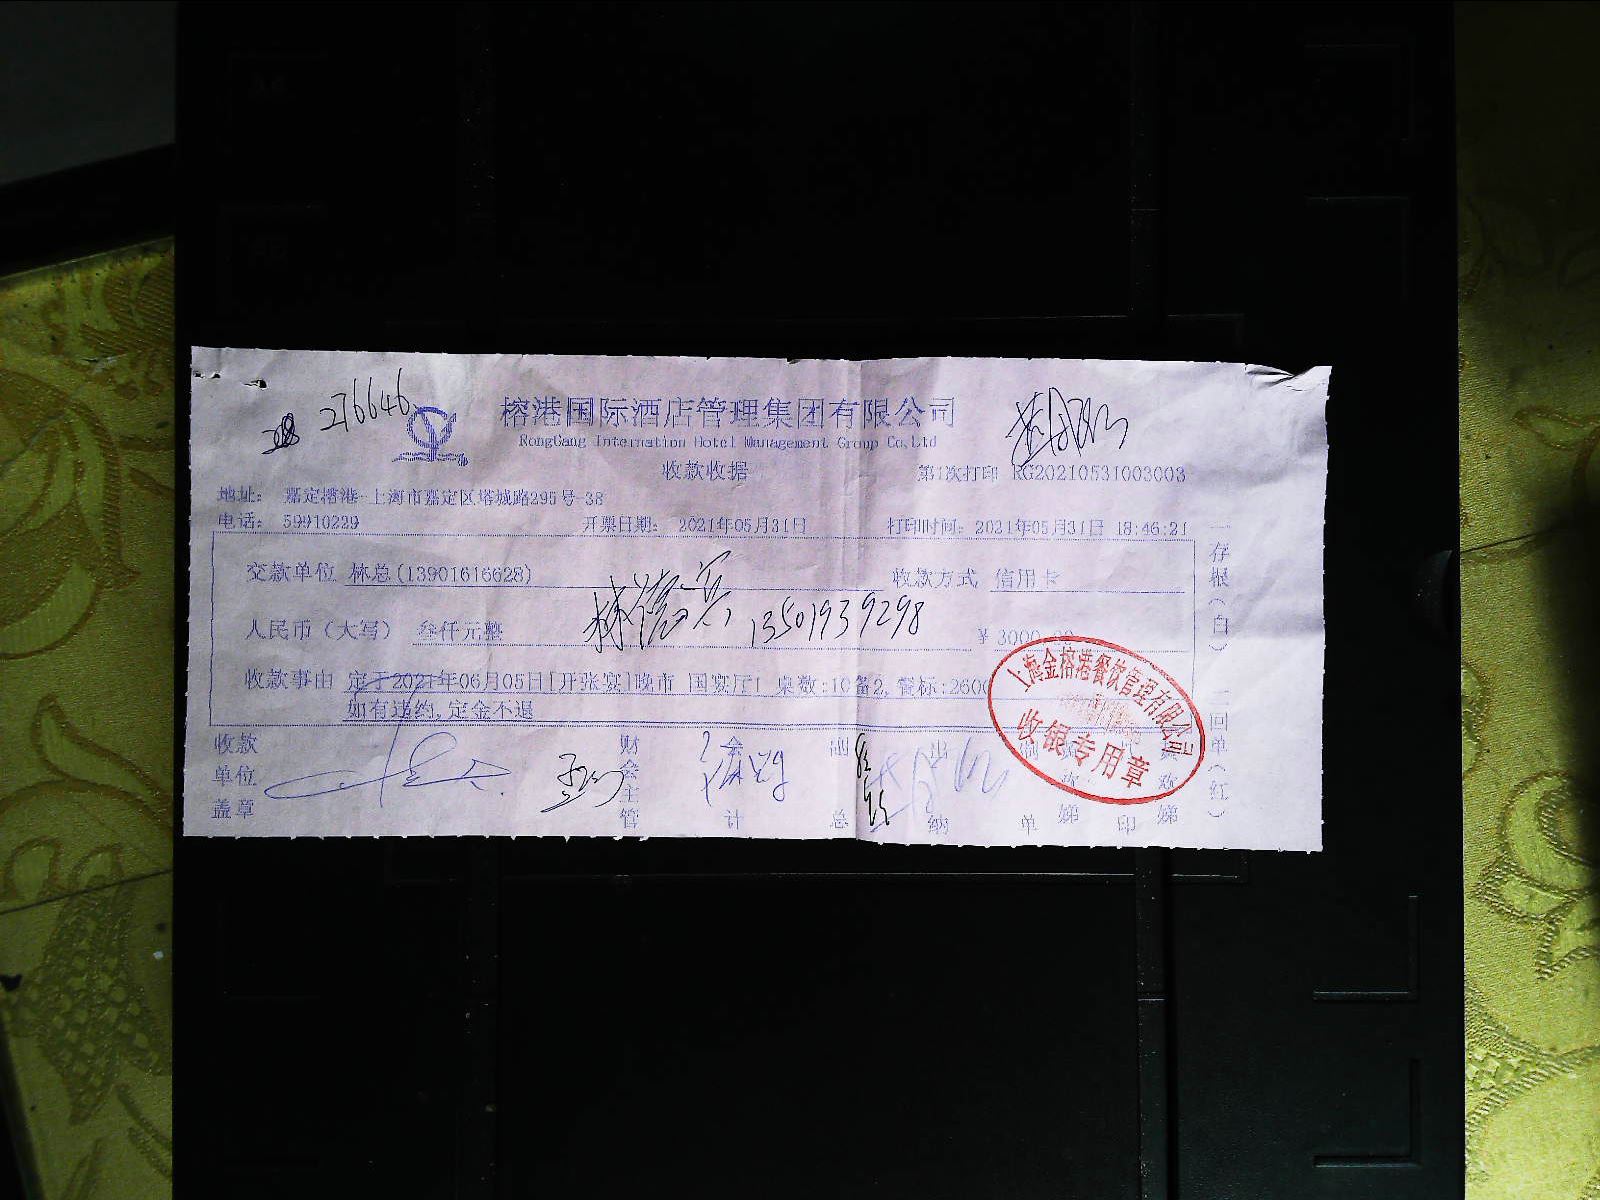 276646
榕港国际酒店管理集团有限公司
RongGang Internation Hotel Management Group Co,Ltd
收款收据
第1次打印 RG20210531003003
地址: 嘉定榕港-上海市嘉定区塔城路295号-38
电话: 59910229 开票日期: 2021年05月31日 打印时间: 2021年05月31日 18:46:21
交款单位 林总(13901616628) 收款方式 信用卡
人民币(大写) 叁仟元整 13501939298 ¥3000.00
收款事由 定于2021年06月05日[开张宴]晚市 国宴厅| 桌数:10备2,餐标:2600
如有违约,定金不退
上海金榕港餐饮管理有限公司
收银专用章
收款单位盖章 财会主管 会计 副总 出纳
一存根(白) 二回单(红)